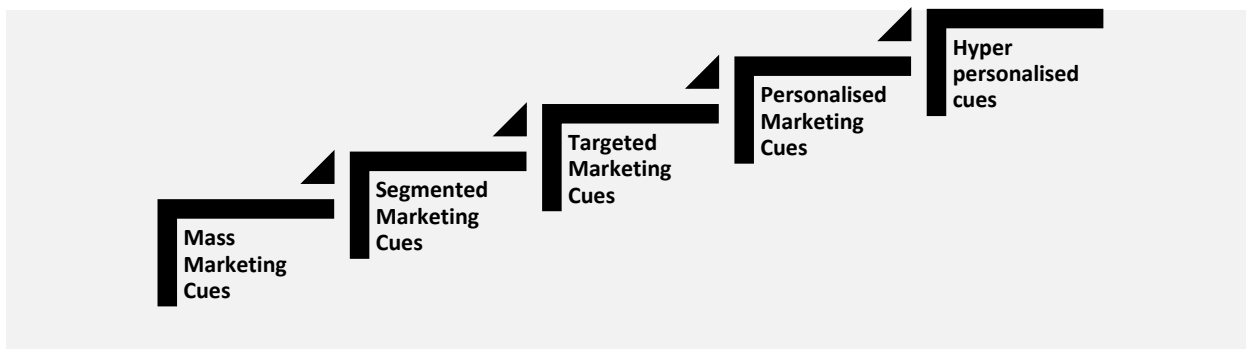 Mass
Marketing
Cues
Segmented
Marketing
Cues
Targeted
Marketing
Cues
Personalised
Marketing
Cues
Hyper
personalised
cues